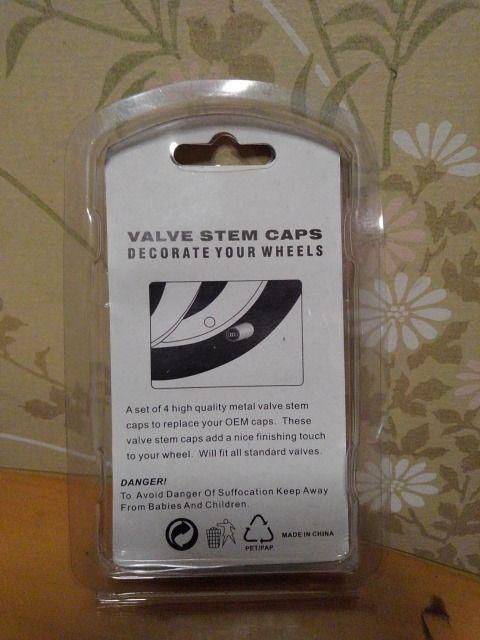 VALVE STEM CAPS
DECORATE YOUR WHEELS
A set of 4 high quality metal valve stem
caps to replace your OEM caps. These
valve stem caps add a nice finishing touch
to your wheel. Will fit all standard valves.
DANGER!
To Avoid Danger Of Suffocation Keep Away
From Babies And Children.
PET/PAP
MADE IN CHINA